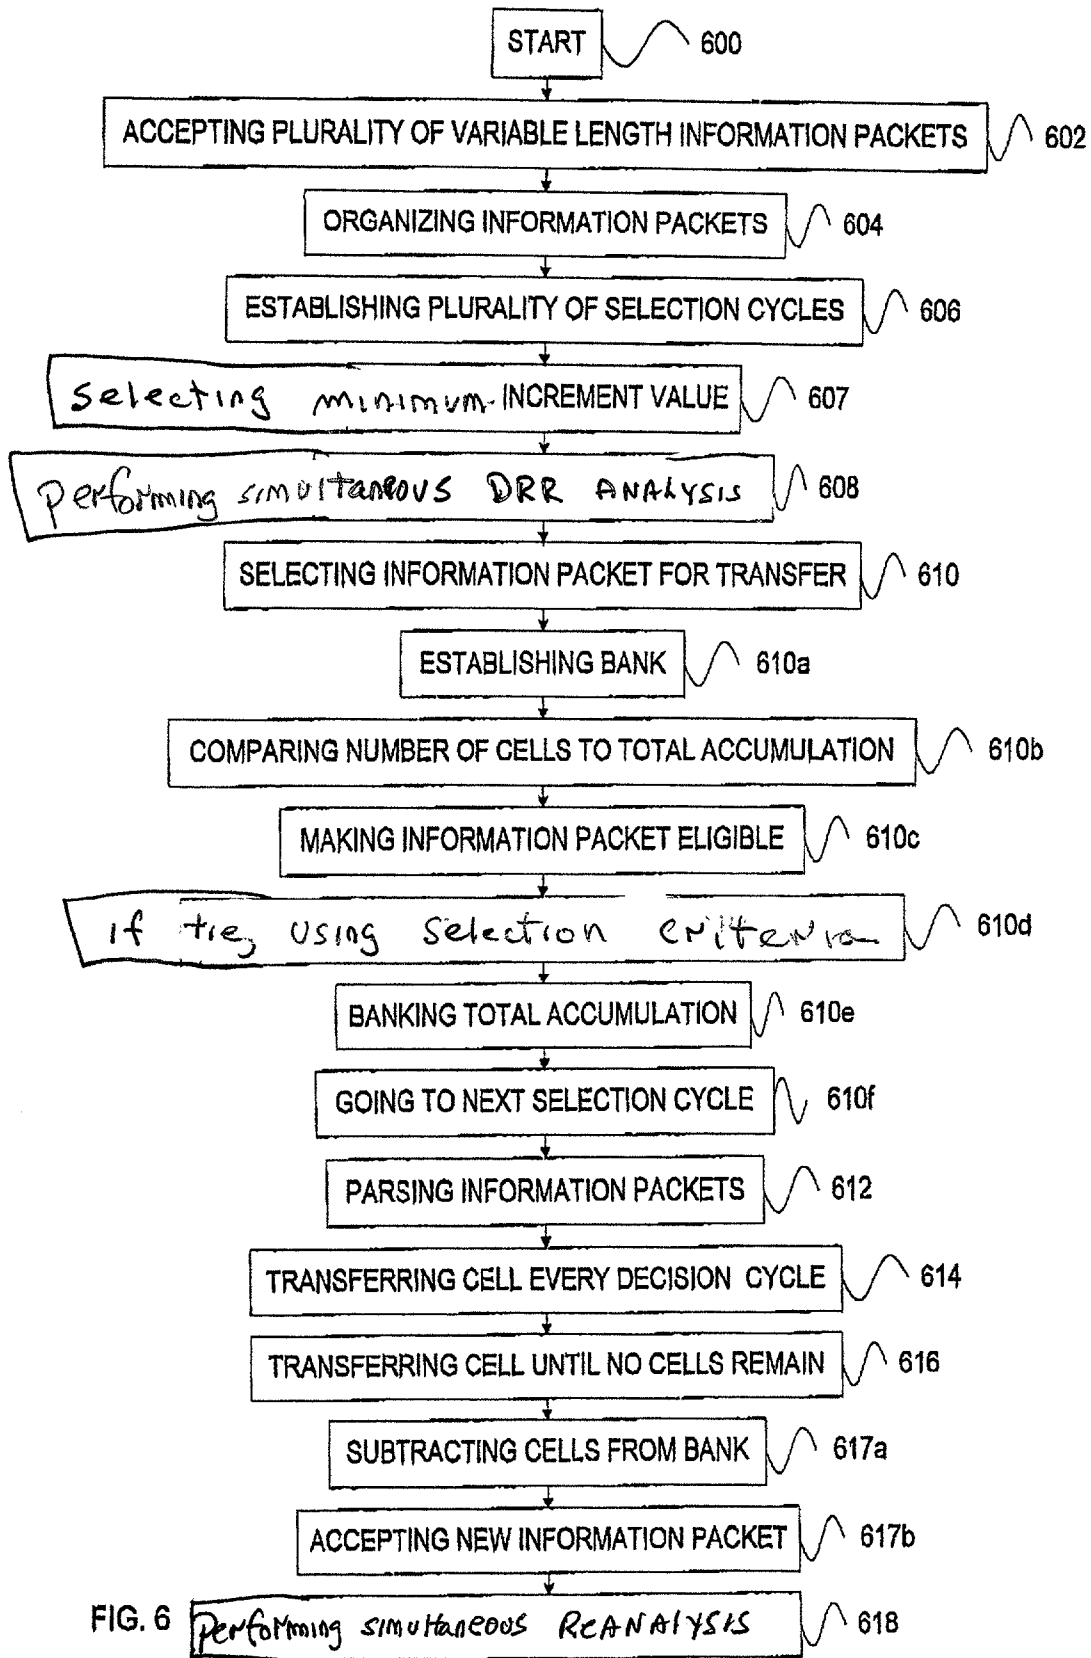 START 600
ACCEPTING PLURALITY OF VARIABLE LENGTH INFORMATION PACKETS 602
ORGANIZING INFORMATION PACKETS 604
ESTABLISHING PLURALITY OF SELECTION CYCLES 606
selecting minimum INCREMENT VALUE 607
performing simultaneous DRR ANALYSIS 608
SELECTING INFORMATION PACKET FOR TRANSFER 610
ESTABLISHING BANK 610a
COMPARING NUMBER OF CELLS TO TOTAL ACCUMULATION 610b
MAKING INFORMATION PACKET ELIGIBLE 610c
if tie, using selection criteria 610d
BANKING TOTAL ACCUMULATION 610e
GOING TO NEXT SELECTION CYCLE 610f
PARSING INFORMATION PACKETS 612
TRANSFERRING CELL EVERY DECISION CYCLE 614
TRANSFERRING CELL UNTIL NO CELLS REMAIN 616
SUBTRACTING CELLS FROM BANK 617a
ACCEPTING NEW INFORMATION PACKET 617b
FIG. 6 performing simultaneous REANALYSIS 618